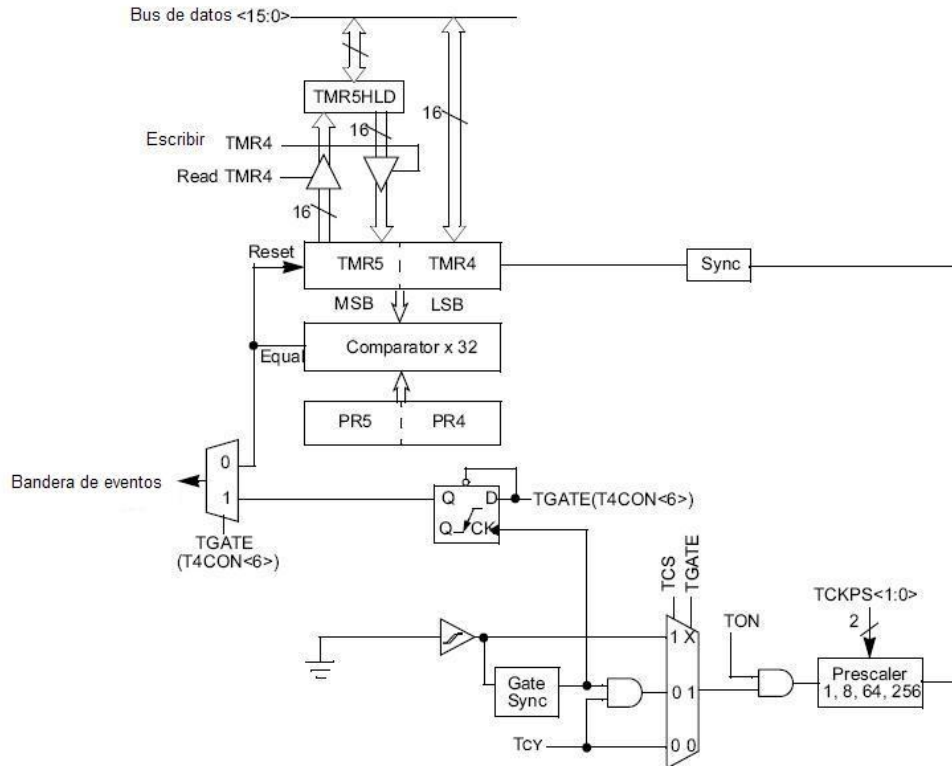 Bus de datos <15:0>
TMR5HLD
16
16
Escribir TMR4
Read TMR4
16
Reset
TMR5 TMR4
Sync
MSB LSB
Equal
Comparator x 32
PR5 PR4
0
Bandera de eventos
1
Q D
TGATE(T4CON<6>)
Q CK
TGATE
(T4CON<6>)
TCS
TGATE
TCKPS<1:0>
2
TON
1 X
Prescaler
1, 8, 64, 256
Gate
Sync
0 1
TCY
0 0